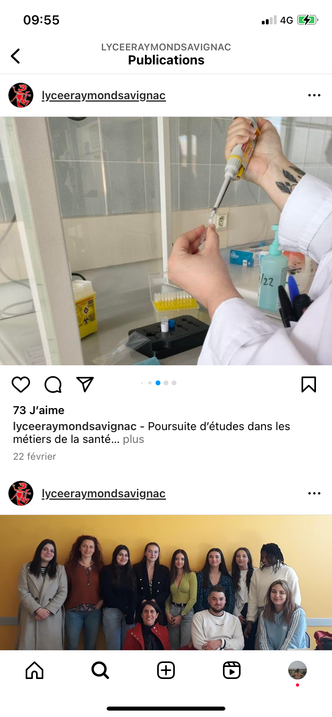 09:55
4G
LYCEERAYMONDSAVIGNAC
Publications
lyceeraymondsavignac
22
73 J'aime
lyceeraymondsavignac - Poursuite d'études dans les
métiers de la santé... plus
22 février
lyceeraymondsavignac